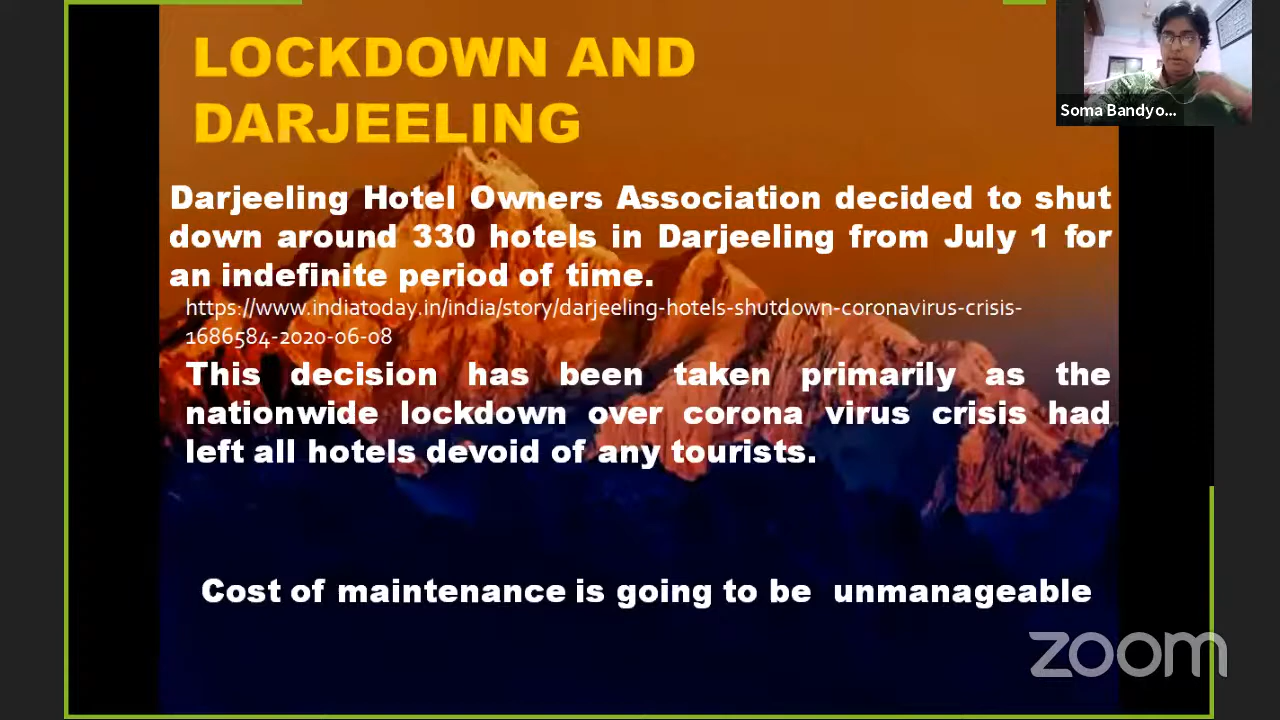 LOCKDOWN AND
DARJEELING
Soma Bandyo...
Darjeeling Hotel Owners Association decided to shut
down around 330 hotels in Darjeeling from July 1 for
an indefinite period of time.
https://www.indiatoday.in/india/story/darjeeling-hotels-shutdown-coronavirus-crisis-
1686584-2020-06-08
This decision has been taken primarily as the
nationwide lockdown over corona virus crisis had
left all hotels devoid of any tourists.
Cost of maintenance is going to be unmanageable
zoom